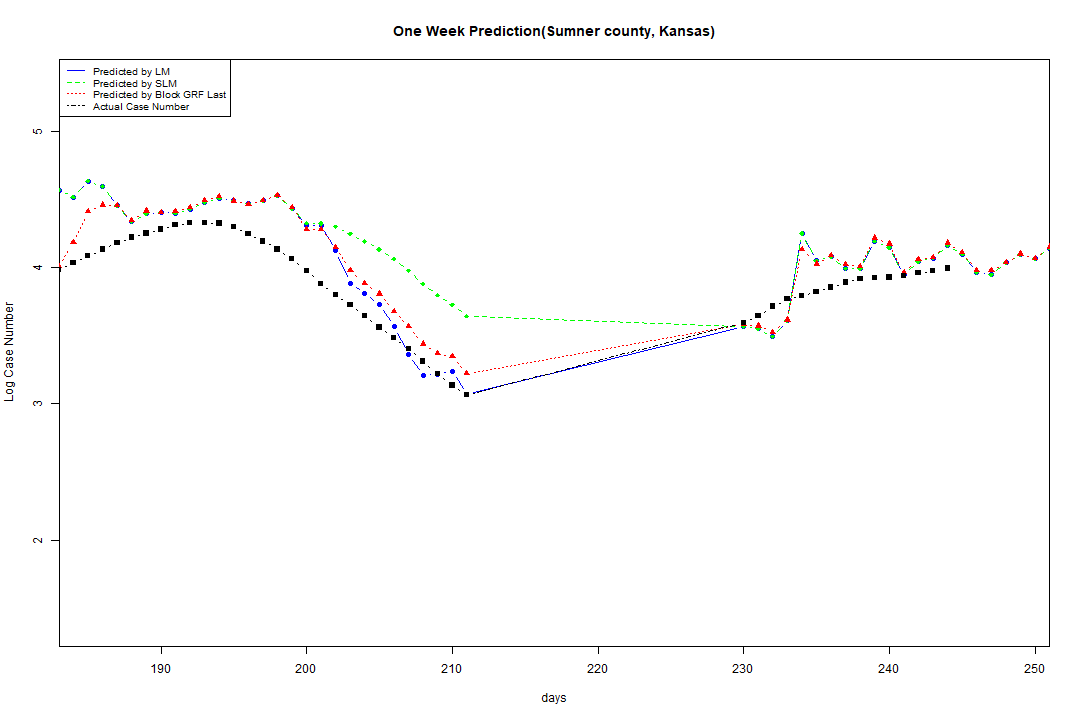 One Week Prediction(Sumner county, Kansas)
Predicted by LM
Predicted by SLM
Predicted by Block GRF Last
Actual Case Number
5
4
3
2
Log Case Number
190 200 210 220 230 240 250
days